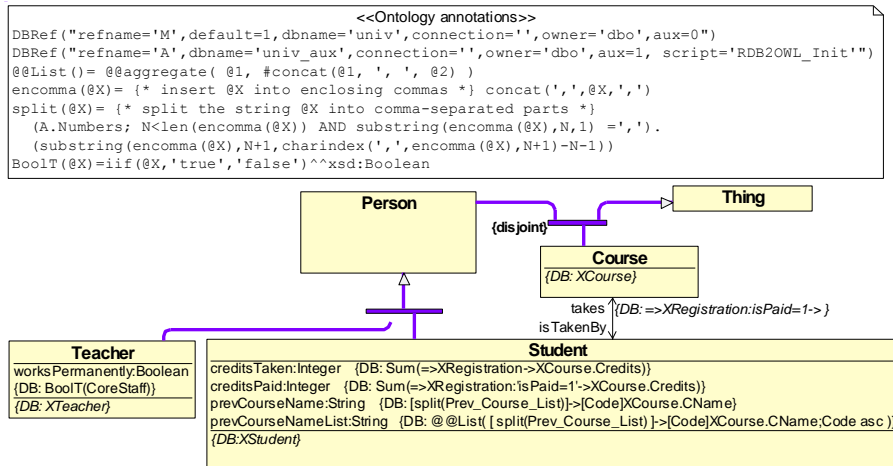 <<Ontology annotations>>
DBRef("refname='M',default=1,dbname='univ',connection='',owner='dbo',aux=0")
DBRef("refname='A',dbname='univ_aux',connection='',owner='dbo',aux=1, script='RDB2OWL_Init'")
@@List()= @@aggregate( @1, #concat(@1, ', ', @2) )
encomma(@X)= {* insert @X into enclosing commas *} concat(',',@X,',')
split(@X)= {* split the string @X into comma-separated parts *}
(A.Numbers; N<len(encomma(@X)) AND substring(encomma(@X),N,1) =',').
(substring(encomma(@X),N+1,charindex(',',encomma(@X),N+1)-N-1))
BoolT(@X)=iif(@X,'true','false')^^xsd:Boolean
Person
Thing
{disjoint}
Course
{DB: XCourse}
takes {DB: =>XRegistration:isPaid=1-> }
isTakenBy
Teacher
worksPermanently:Boolean
{DB: BoolT(CoreStaff)}
{DB: XTeacher}
Student
creditsTaken:Integer {DB: Sum(=>XRegistration->XCourse.Credits)}
creditsPaid:Integer {DB: Sum(=>XRegistration:'isPaid=1'->XCourse.Credits)}
prevCourseName:String {DB: [split(Prev_Course_List)]->[Code]XCourse.CName}
prevCourseNameList:String {DB: @@List( [ split(Prev_Course_List) ]->[Code]XCourse.CName;Code asc )}
{DB:XStudent}